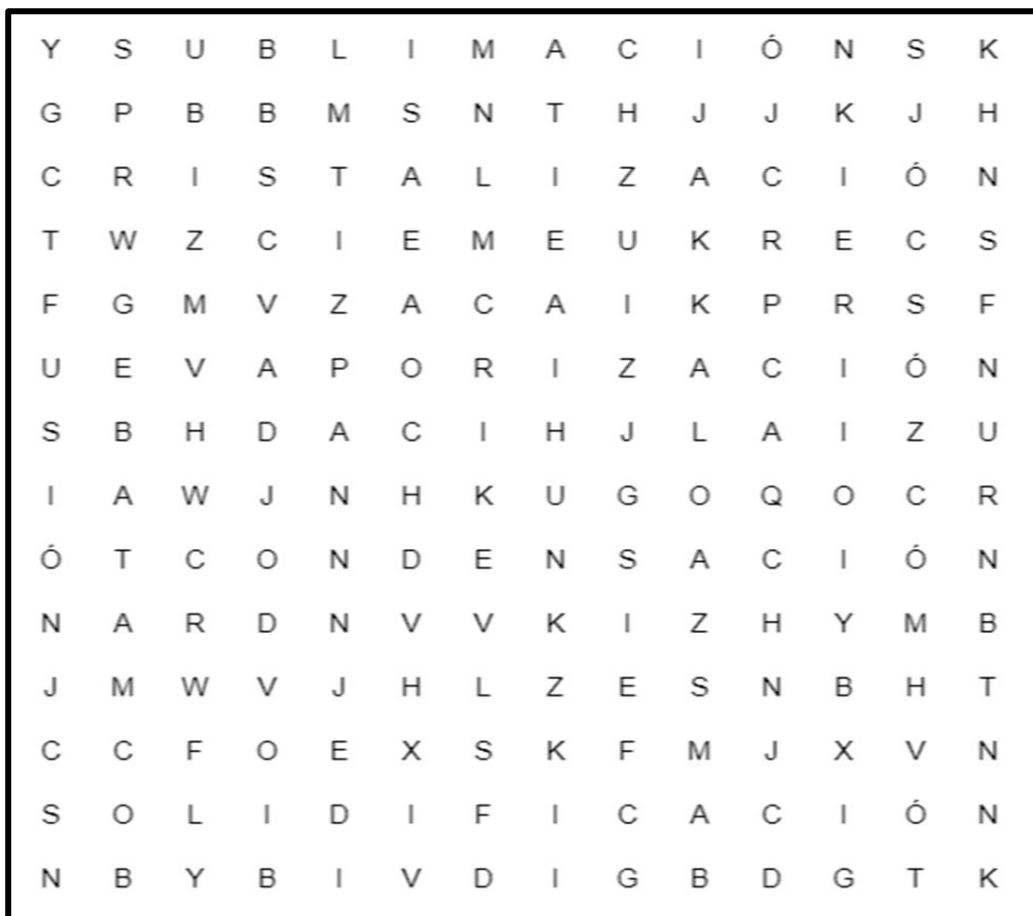 Y S U B L I M A C I Ó N S K
G P B B M S N T H J J K J H
C R I S T A L I Z A C I Ó N
T W Z C I E M E U K R E C S
F G M V Z A C A I K P R S F
U E V A P O R I Z A C I Ó N
S B H D A C I H J L A I Z U
I A W J N H K U G O Q O C R
Ó T C O N D E N S A C I Ó N
N A R D N V V K I Z H Y M B
J M W V J H L Z E S N B H T
C C F O E X S K F M J X V N
S O L I D I F I C A C I Ó N
N B Y B I V D I G B D G T K